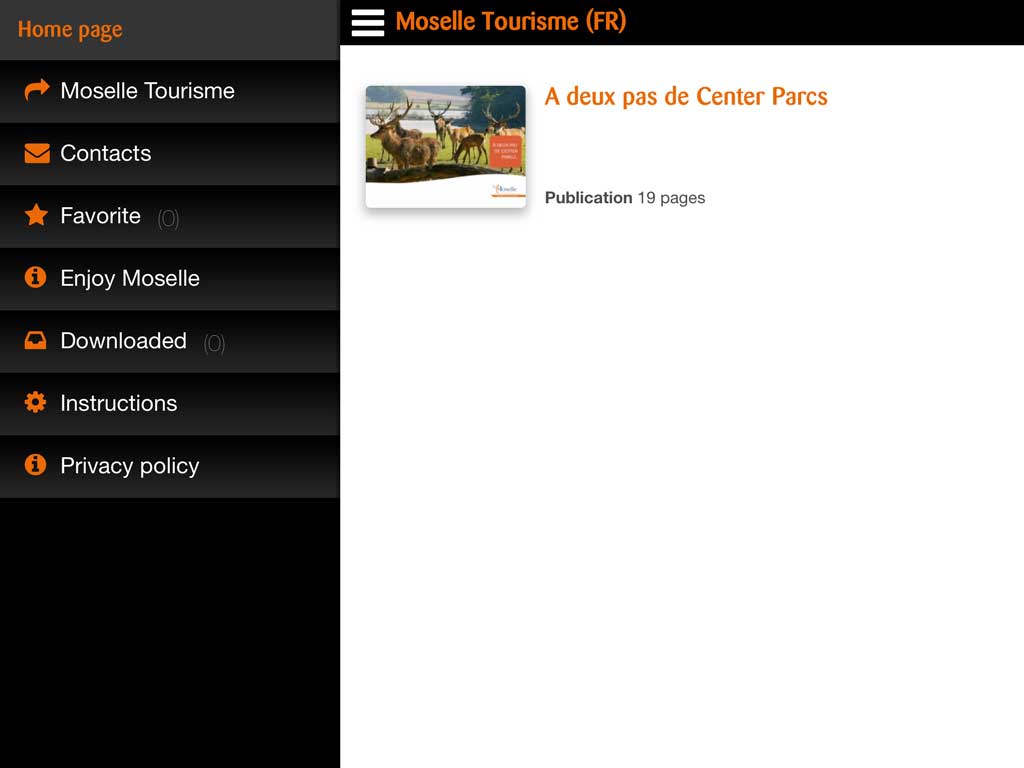 Home page
Moselle Tourisme
Contacts
Favorite (0)
Enjoy Moselle
Downloaded (0)
Instructions
Privacy policy
Moselle Tourisme (FR)
A DEUX PAS
DE CENTER
PARCS...
Moselle
A deux pas de Center Parcs
Publication 19 pages